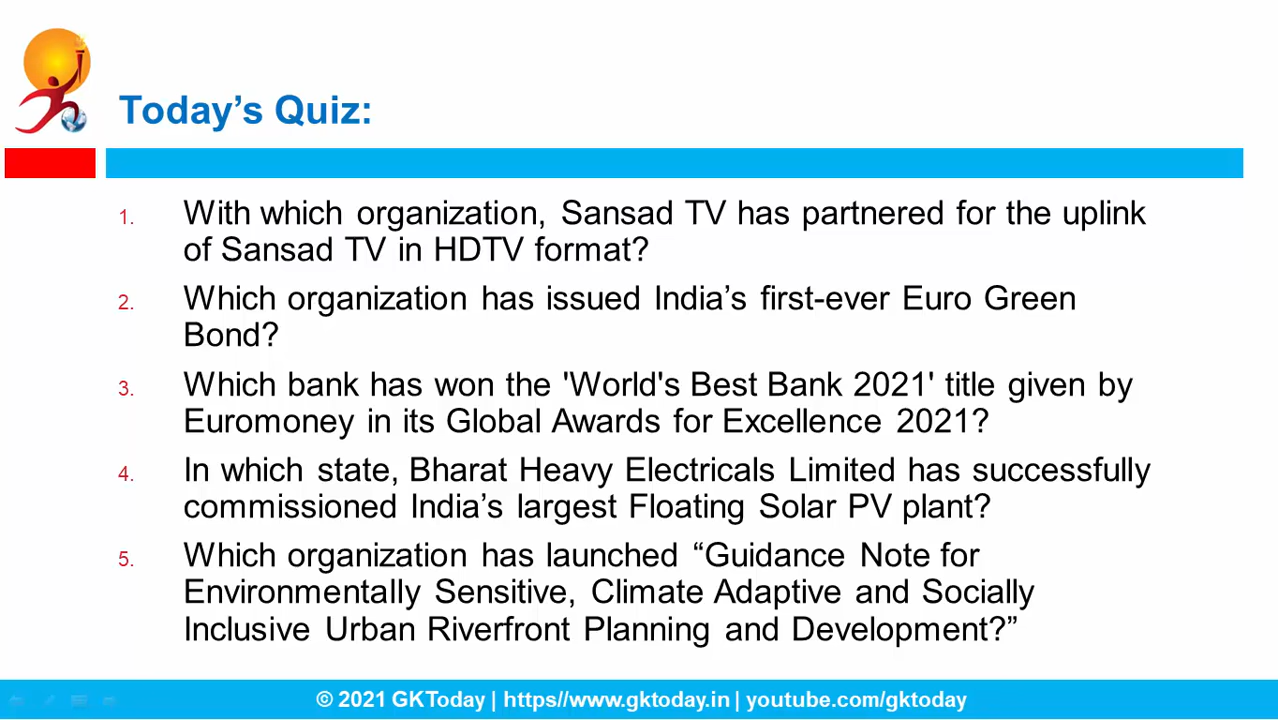 Today’s Quiz:
1. With which organization, Sansad TV has partnered for the uplink
of Sansad TV in HDTV format?
2. Which organization has issued India’s first-ever Euro Green
Bond?
3. Which bank has won the 'World's Best Bank 2021' title given by
Euromoney in its Global Awards for Excellence 2021?
4. In which state, Bharat Heavy Electricals Limited has successfully
commissioned India’s largest Floating Solar PV plant?
5. Which organization has launched “Guidance Note for
Environmentally Sensitive, Climate Adaptive and Socially
Inclusive Urban Riverfront Planning and Development?”
© 2021 GKToday | https//www.gktoday.in | youtube.com/gktoday